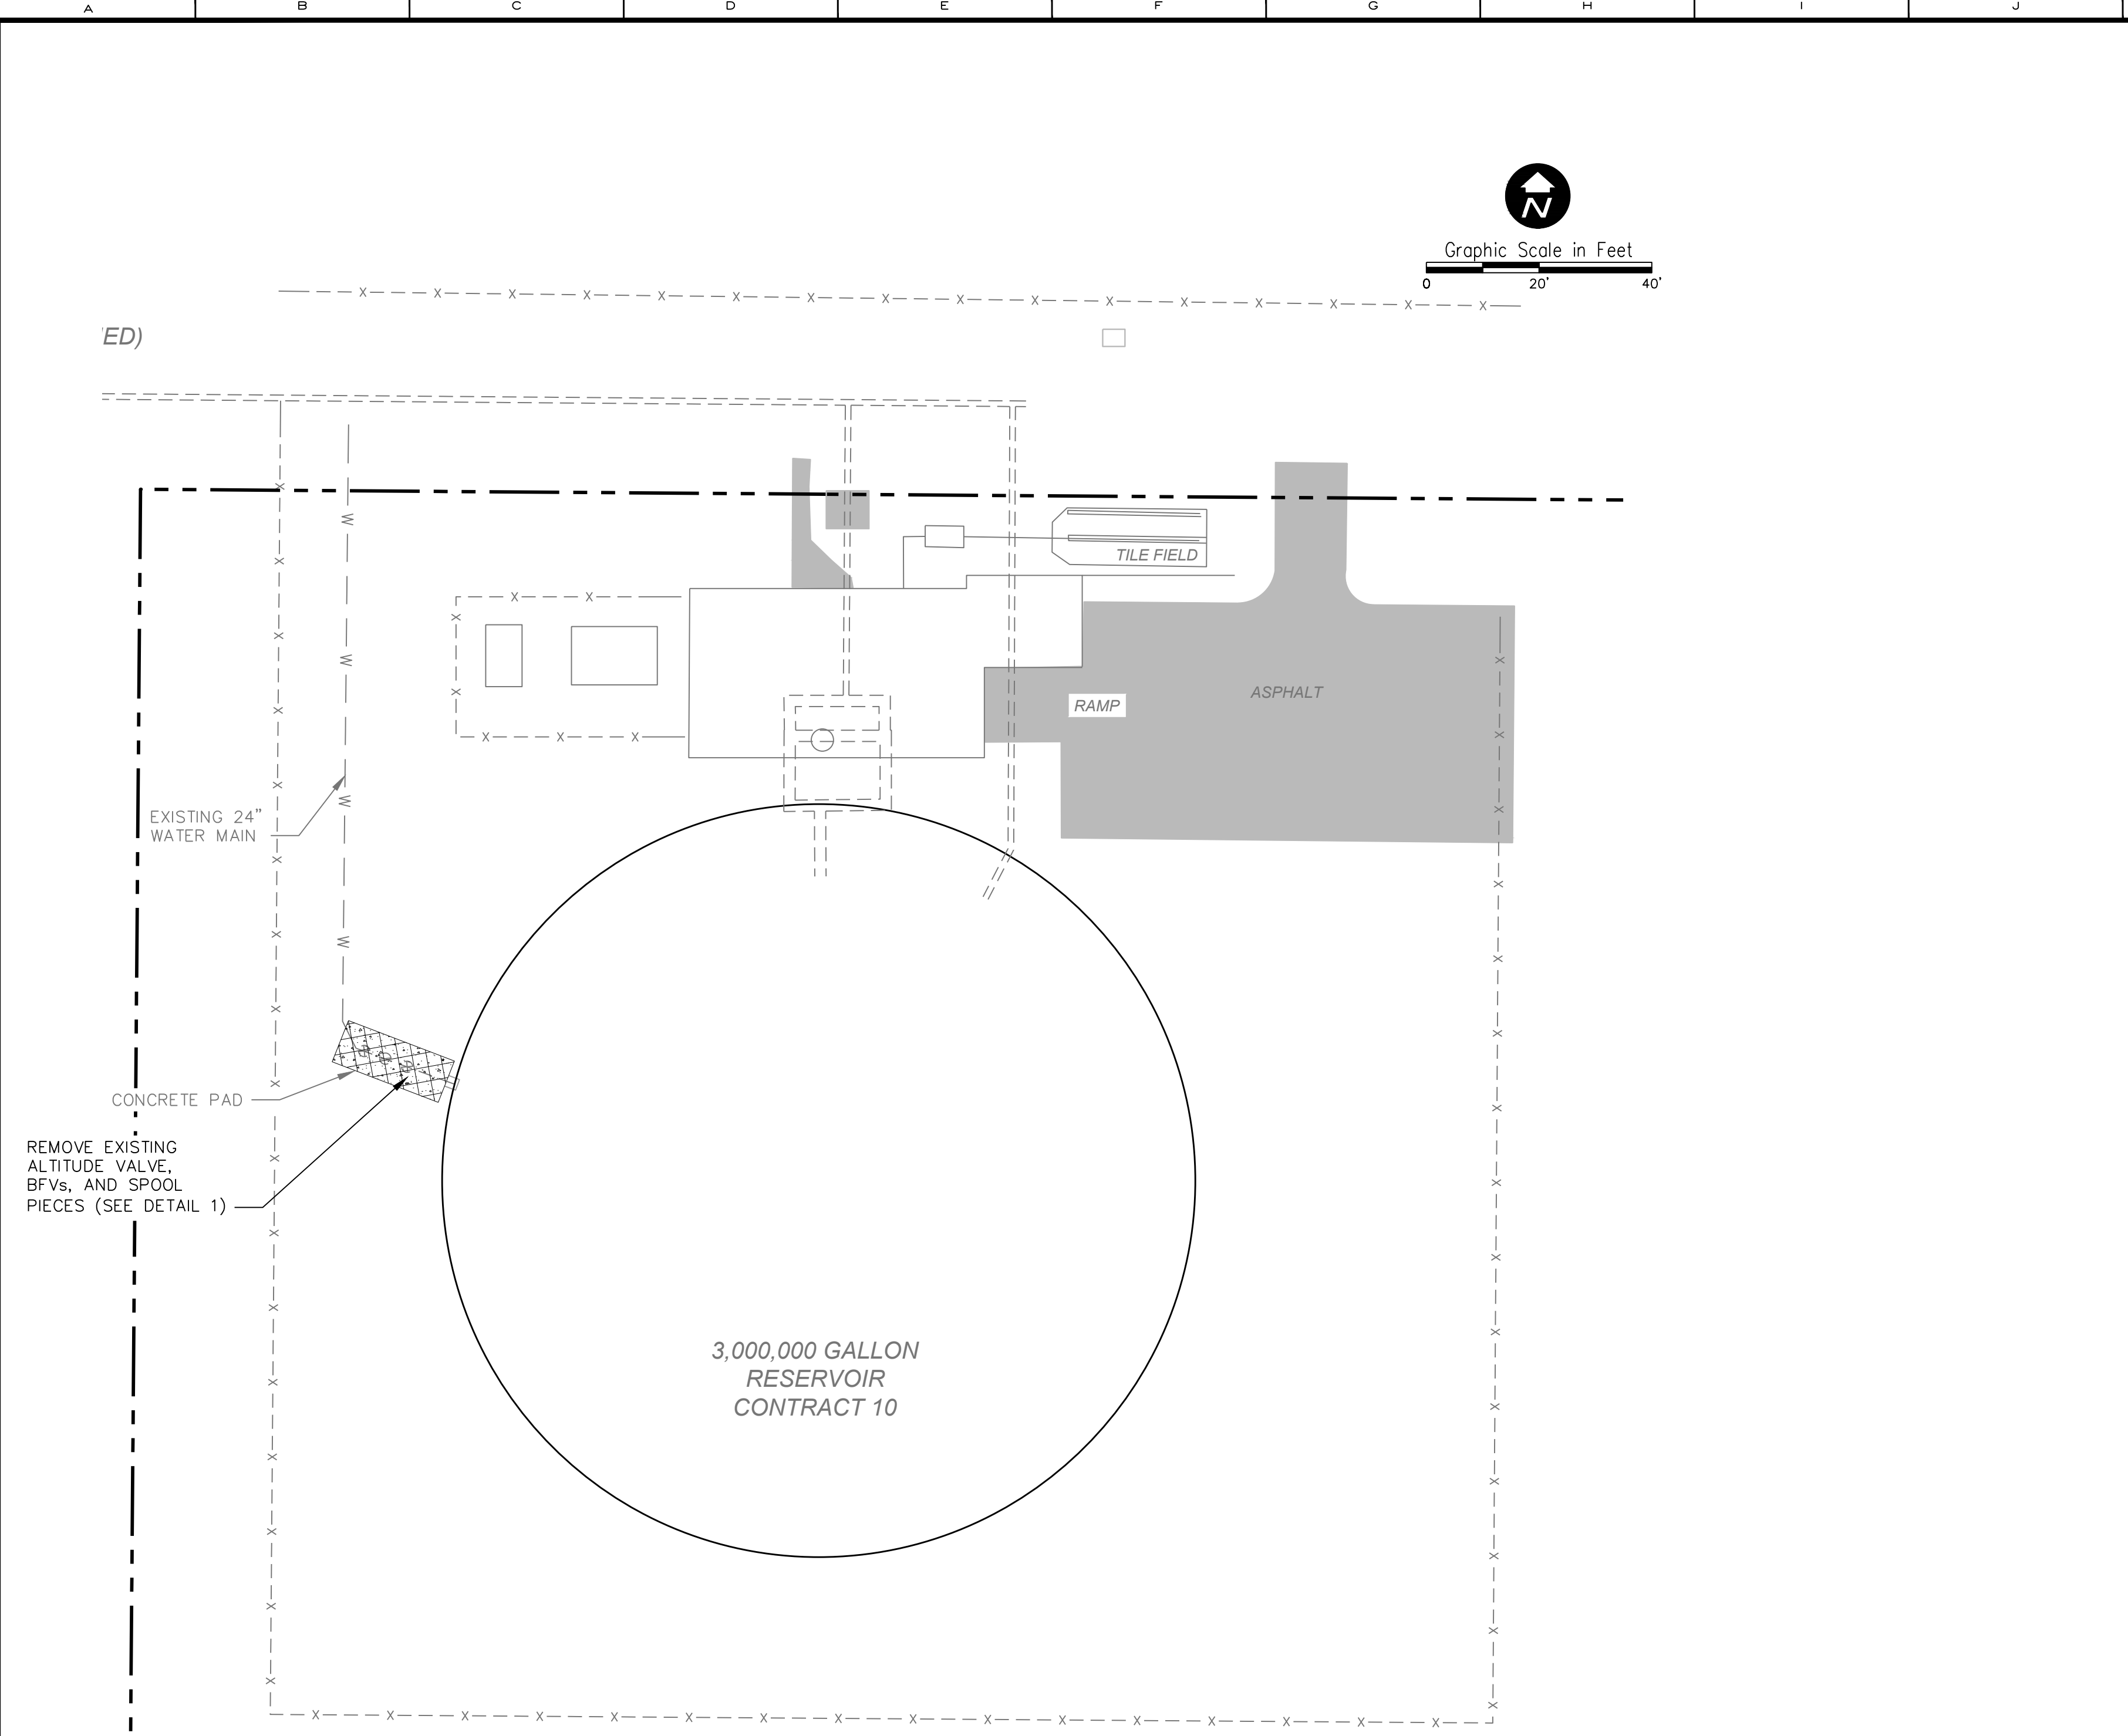 A B C D E F G H I J
N
Graphic Scale in Feet
0 20' 40'
ED)
X X X X X X X X X X X X X X X X
W
W
W
W
TILE FIELD
RAMP
ASPHALT
EXISTING 24"
WATER MAIN
CONCRETE PAD
REMOVE EXISTING
ALTITUDE VALVE,
BFVs, AND SPOOL
PIECES (SEE DETAIL 1)
3,000,000 GALLON
RESERVOIR
CONTRACT 10